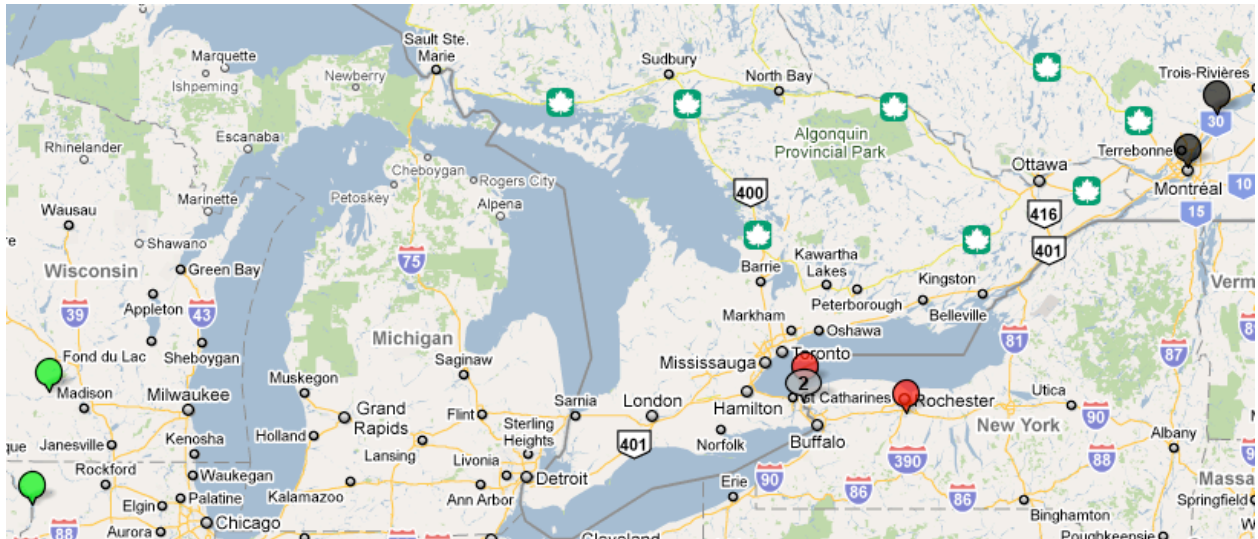 Sault Ste.
Marie
Sudbury
North Bay
Trois-Rivières
Marquette
Ishpeming
Newberry
30
Escanaba
Algonquin
Provincial Park
Terrebonne
Rhinelander
Cheboygan
Rogers City
Ottawa
Montréal
Marinette
Petoskey
Alpena
400
416
10
Wausau
15
Shawano
75
401
Kawartha
Lakes
Wisconsin
Green Bay
Barrie
Kingston
Verm
Appleton
Peterborough
Belleville
39
43
Markham
Oshawa
81
Fond du Lac
Sheboygan
Michigan
Saginaw
Mississauga
Toronto
87
Muskegon
2
Madison
Milwaukee
Grand
Rapids
Flint
Sarnia
London
Hamilton
St Catharines
Rochester
Utica
90
New York
Janesville
Kenosha
Holland
Lansing
Sterling
Heights
401
Norfolk
Buffalo
Albany
que
Rockford
Waukegan
Livonia
Detroit
390
88
Massa
Elgin
Palatine
Kalamazoo
Ann Arbor
Erie
90
86
86
Springfield
88
Aurora
Chicago
Binghamton
Cleveland
Poughkeepsie